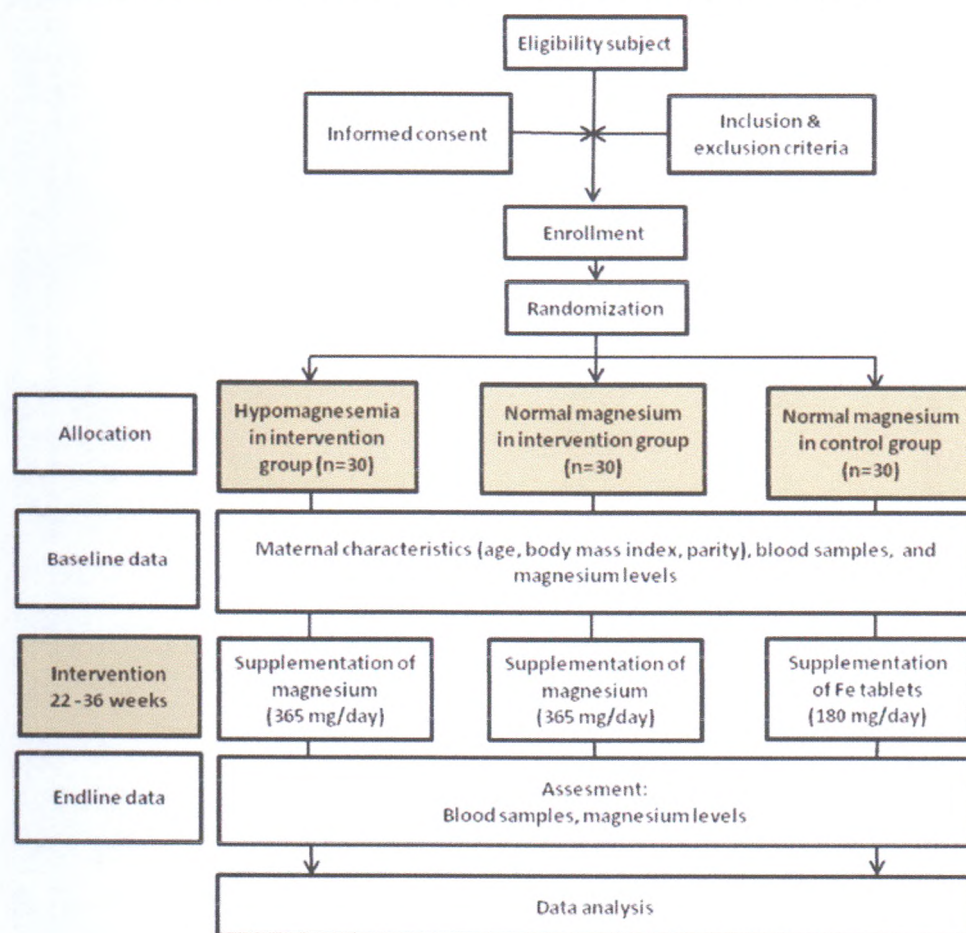 Eligibility subject
Informed consent
Inclusion &
exclusion criteria
Enrollment
Randomization
Allocation
Hypomagnesemia
in intervention
group (n=30)
Normal magnesium
in intervention group
(n=30)
Normal magnesium
in control group
(n=30)
Baseline data
Maternal characteristics (age, body mass index, parity), blood samples, and
magnesium levels
Intervention
22 - 36 weeks
Supplementation of
magnesium
(365 mg/day)
Supplementation of
magnesium
(365 mg/day)
Supplementation
of Fe tablets
(180 mg/day)
Endline data
Assesment:
Blood samples, magnesium levels
Data analysis